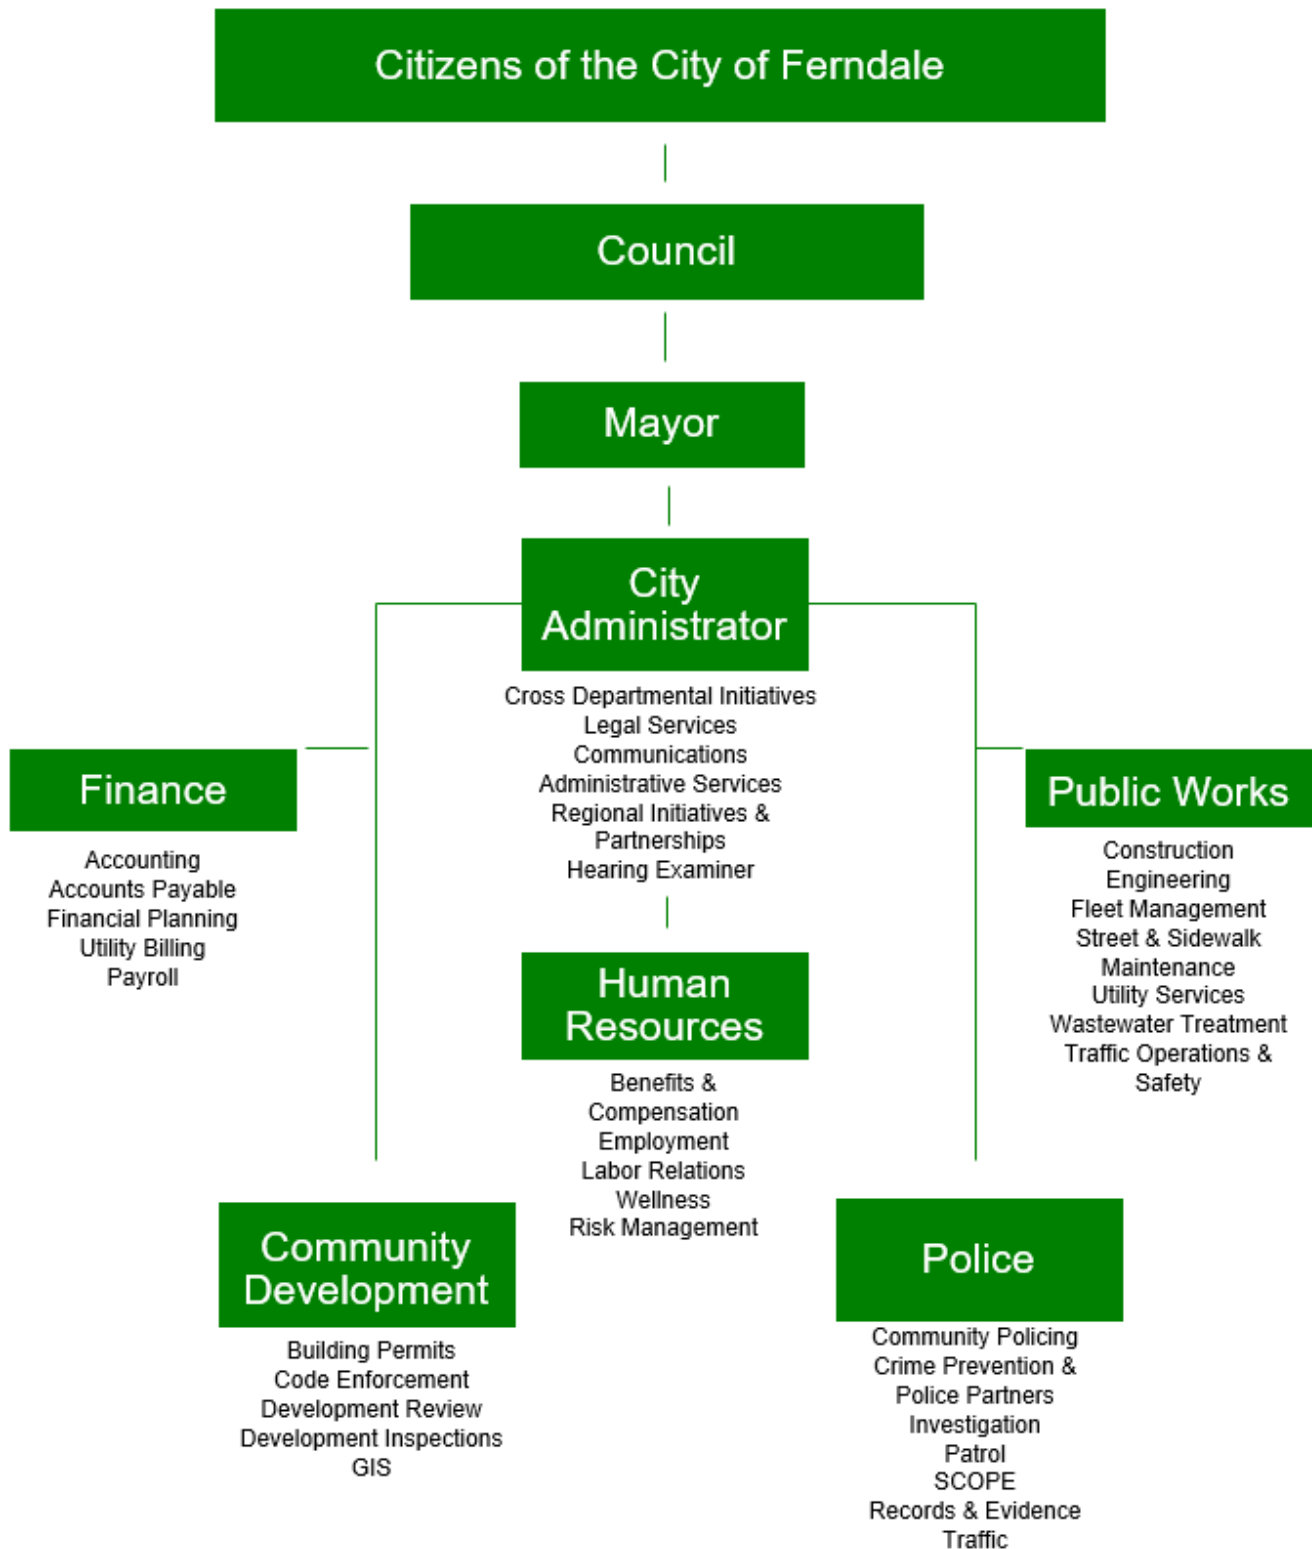 Citizens of the City of Ferndale
Council
Mayor
City
Administrator
Cross Departmental Initiatives
Legal Services
Communications
Administrative Services
Regional Initiatives &
Partnerships
Hearing Examiner
Finance
Accounting
Accounts Payable
Financial Planning
Utility Billing
Payroll
Public Works
Construction
Engineering
Fleet Management
Street & Sidewalk
Maintenance
Utility Services
Wastewater Treatment
Traffic Operations &
Safety
Human
Resources
Benefits &
Compensation
Employment
Labor Relations
Wellness
Risk Management
Community
Development
Building Permits
Code Enforcement
Development Review
Development Inspections
GIS
Police
Community Policing
Crime Prevention &
Police Partners
Investigation
Patrol
SCOPE
Records & Evidence
Traffic